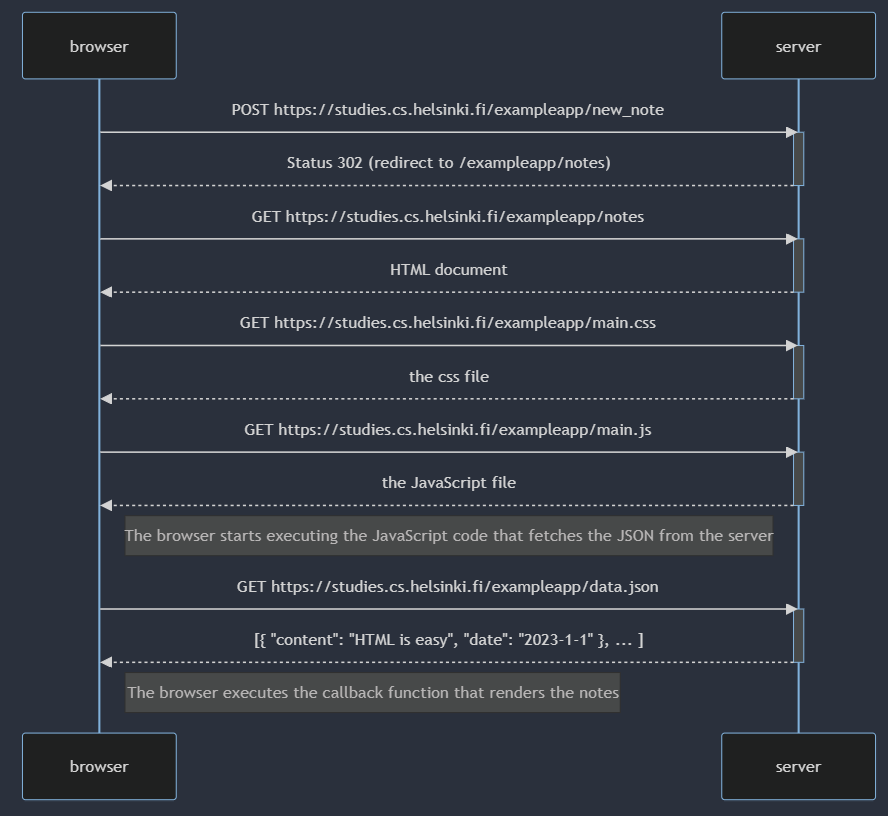 browser
server
POST https://studies.cs.helsinki.fi/exampleapp/new_note
Status 302 (redirect to /exampleapp/notes)
GET https://studies.cs.helsinki.fi/exampleapp/notes
HTML document
GET https://studies.cs.helsinki.fi/exampleapp/main.css
the css file
GET https://studies.cs.helsinki.fi/exampleapp/main.js
the JavaScript file
The browser starts executing the JavaScript code that fetches the JSON from the server
GET https://studies.cs.helsinki.fi/exampleapp/data.json
[{ "content": "HTML is easy", "date": "2023-1-1" }, ... ]
The browser executes the callback function that renders the notes
browser
server